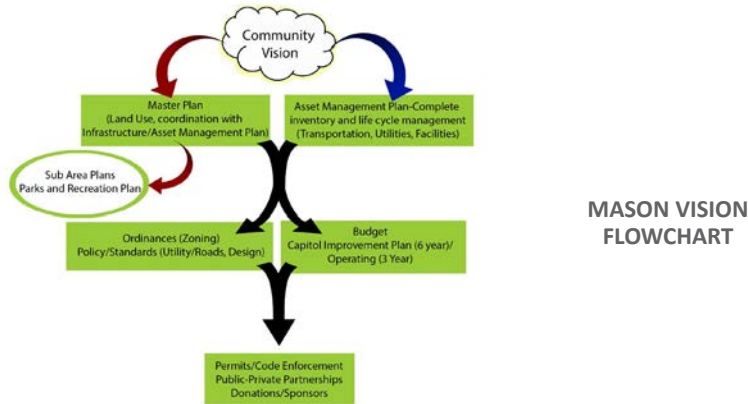 Community
Vision
Master Plan
(Land Use, coordination with
Infrastructure/Asset Management Plan)
Asset Management Plan-Complete
inventory and life cycle management
(Transportation, Utilities, Facilities)
Sub Area Plans
Parks and Recreation Plan
MASON VISION
FLOWCHART
Ordinances (Zoning)
Policy/Standards (Utility/Roads, Design)
Budget
Capitol Improvement Plan (6 year)/
Operating (3 Year)
Permits/Code Enforcement
Public-Private Partnerships
Donations/Sponsors